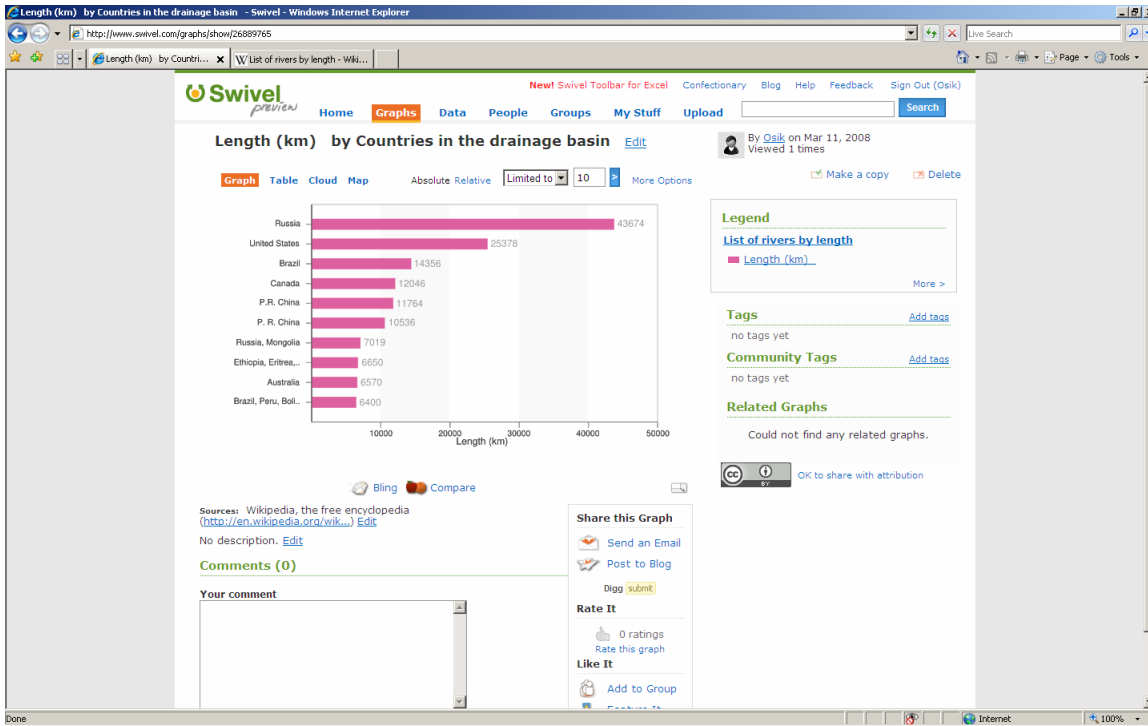 Length (km) by Countries in the drainage basin - Swivel - Windows Internet Explorer
http://www.swivel.com/graphs/show/26889765
Live Search
Length (km) by Countri...
List of rivers by length - Wiki...
Page
Tools
Swivel
preview
New! Swivel Toolbar for Excel Confectionary Blog Help Feedback Sign Out (Osik)
Home Graphs Data People Groups My Stuff Upload
Search
Length (km) by Countries in the drainage basin Edit
By Osik on Mar 11, 2008
Viewed 1 times
Make a copy
Delete
Graph Table Cloud Map Absolute Relative Limited to 10 > More Options
Russia 43674
United States 25378
Brazil 14356
Canada 12046
P.R. China 11764
P. R. China 10536
Russia, Mongolia 7019
Ethiopia, Eritrea,.. 6650
Australia 6570
Brazil, Peru, Boli.. 6400
10000 20000 30000 40000 50000
Length (km)
Legend
List of rivers by length
Length (km)
More >
Tags Add tags
no tags yet
Community Tags Add tags
no tags yet
Related Graphs
Could not find any related graphs.
cc BY OK to share with attribution
Bling Compare
Sources: Wikipedia, the free encyclopedia
(http://en.wikipedia.org/wik...) Edit
No description. Edit
Comments (0)
Your comment
Share this Graph
Send an Email
Post to Blog
Digg submit
Rate It
0 ratings
Rate this graph
Like It
Add to Group
Feature It
Done
Internet
100%